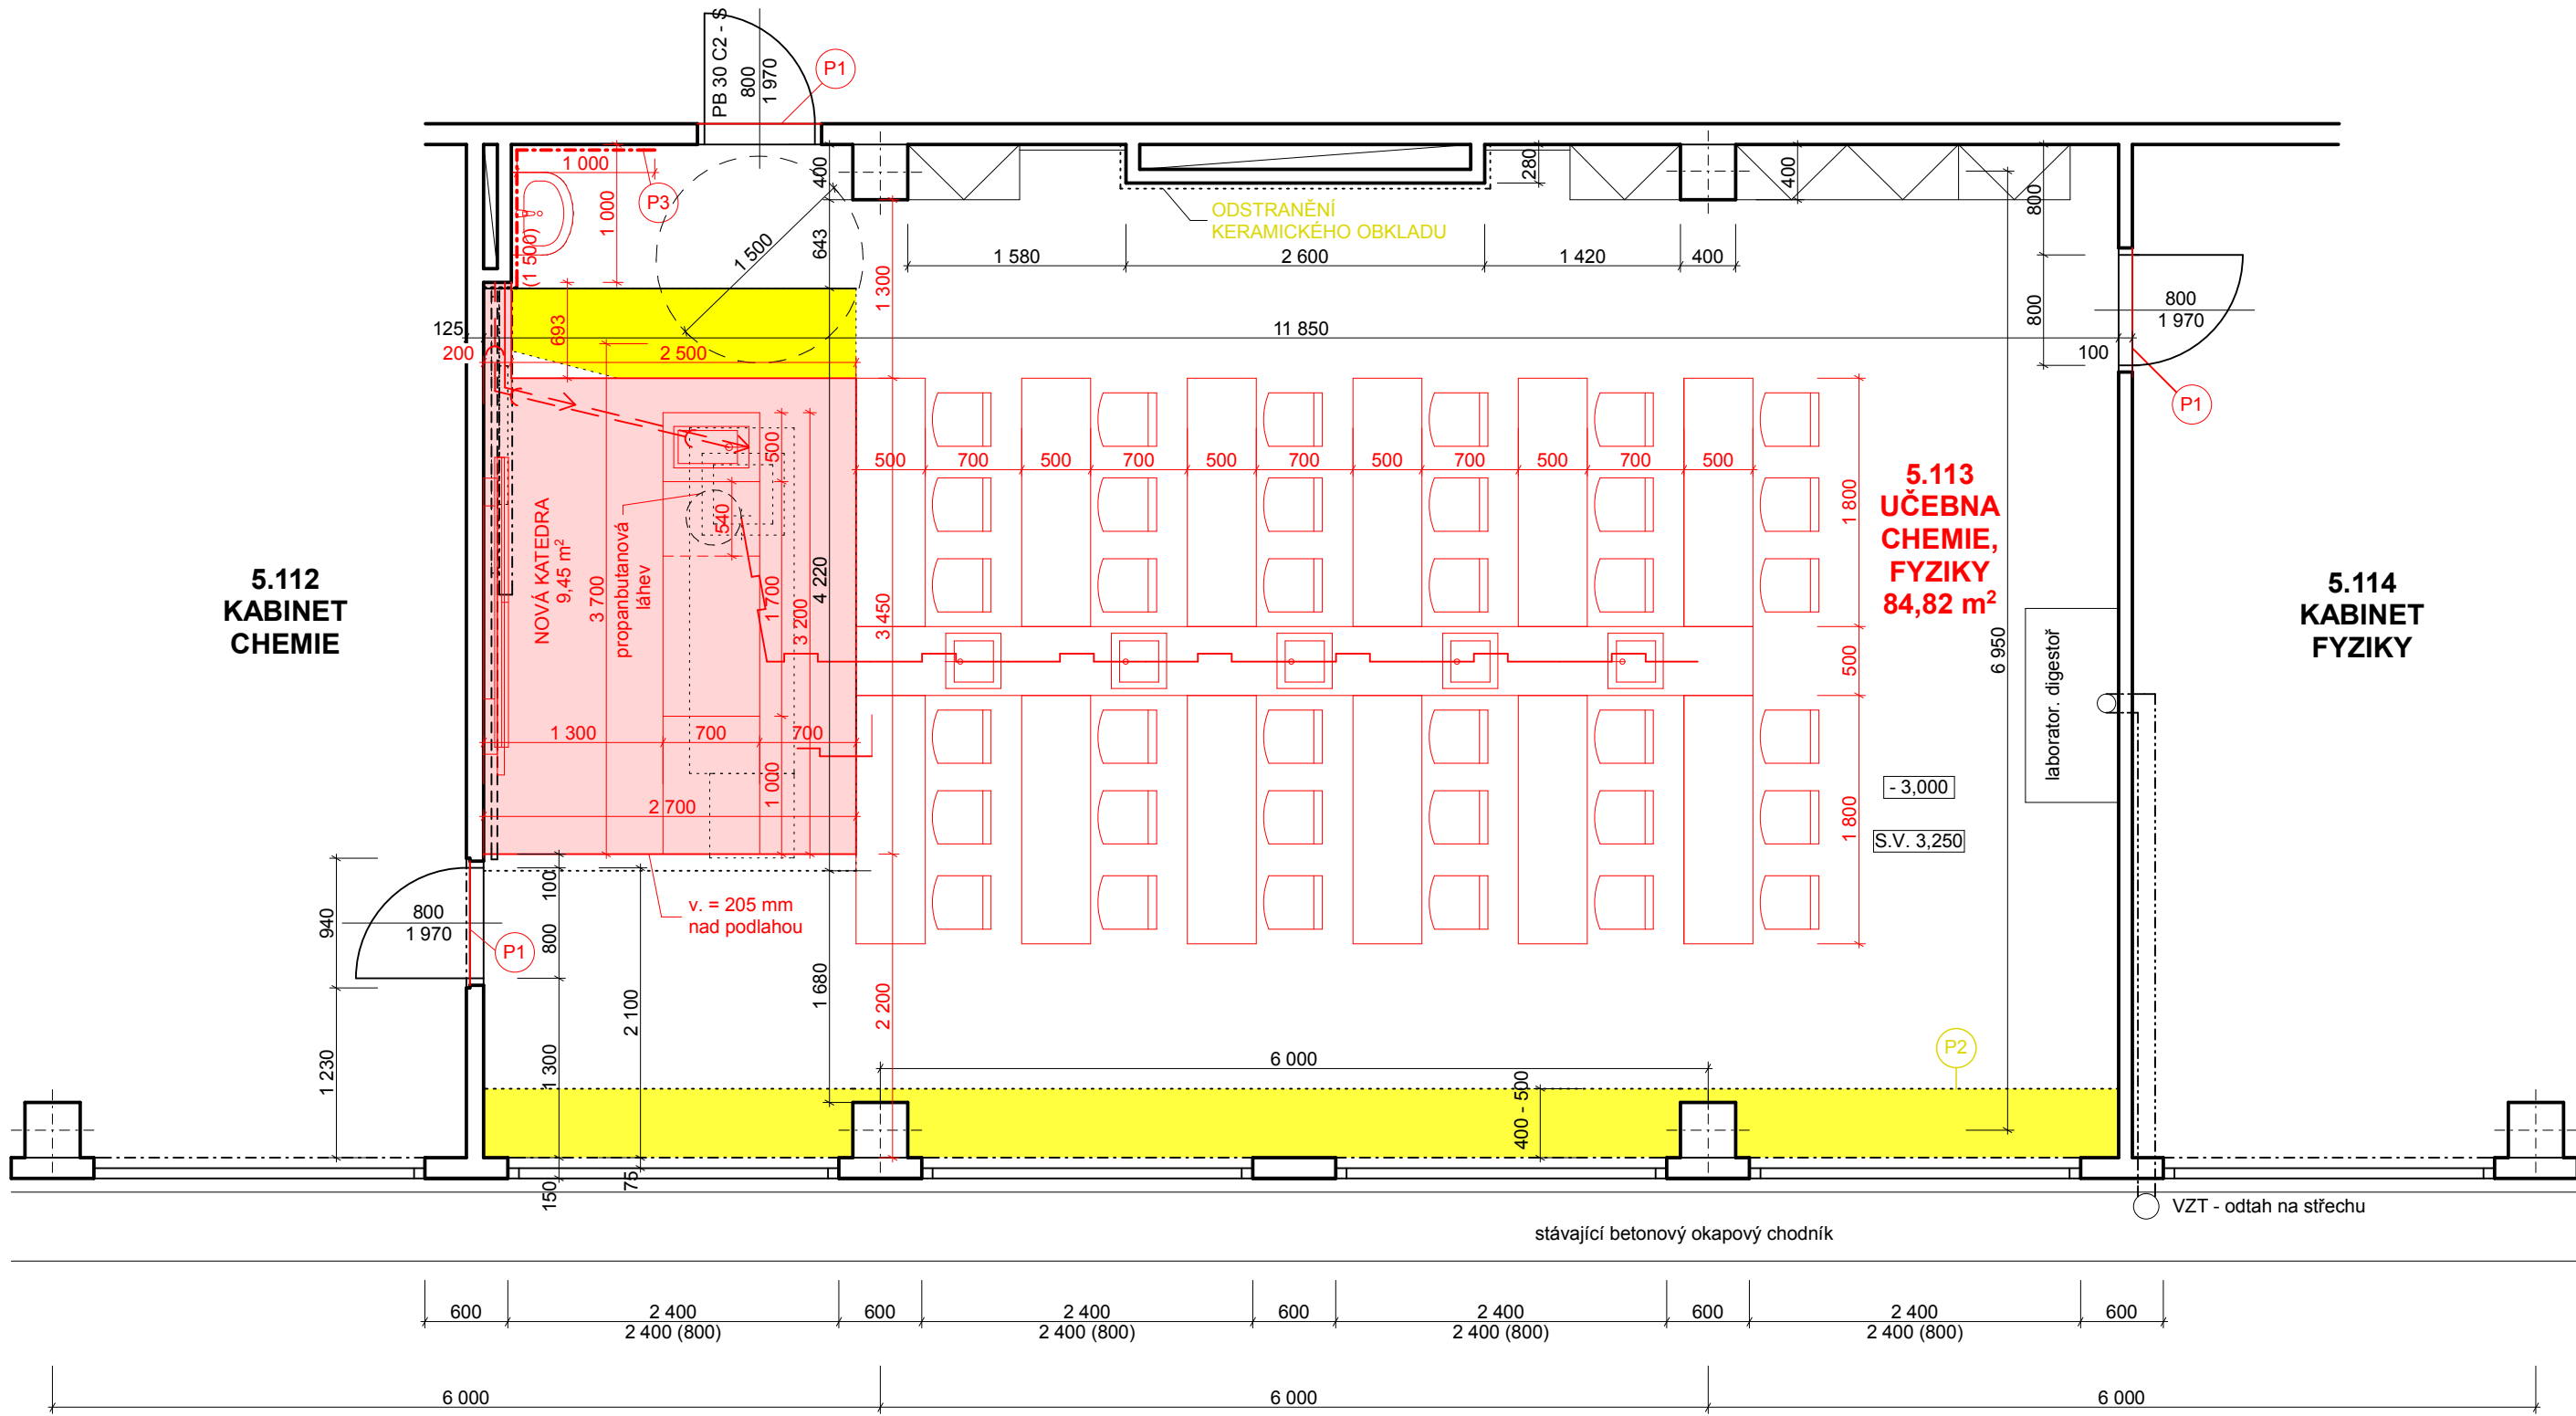 PB 30 C2 - S
800
1 970
P1
1 000
P3
1 000
(1 500)
400
643
1 500
1 300
ODSTRANĚNÍ
KERAMICKÉHO OBKLADU
280
400
800
800
1 580
2 600
1 420
400
800
1 970
125
11 850
100
200
693
2 500
P1
500
700
500
700
500
700
500
700
500
700
500
500
540
1 700
3 200
4 220
3 450
3 700
NOVÁ KATEDRA
9,45 m²
propanbutanová
láhev
1 800
5.113
UČEBNA
CHEMIE,
FYZIKY
84,82 m²
5.112
KABINET
CHEMIE
5.114
KABINET
FYZIKY
6 950
500
laborator. digestoř
1 300
700
700
1 000
2 700
- 3,000
S.V. 3,250
1 800
v. = 205 mm
nad podlahou
100
800
940
800
1 970
P1
1 680
2 200
2 100
1 300
1 230
P2
6 000
400 - 500
150
75
VZT - odtah na střechu
stávající betonový okapový chodník
600
2 400
600
2 400
600
2 400
600
2 400
600
2 400 (800)
2 400 (800)
2 400 (800)
2 400 (800)
6 000
6 000
6 000